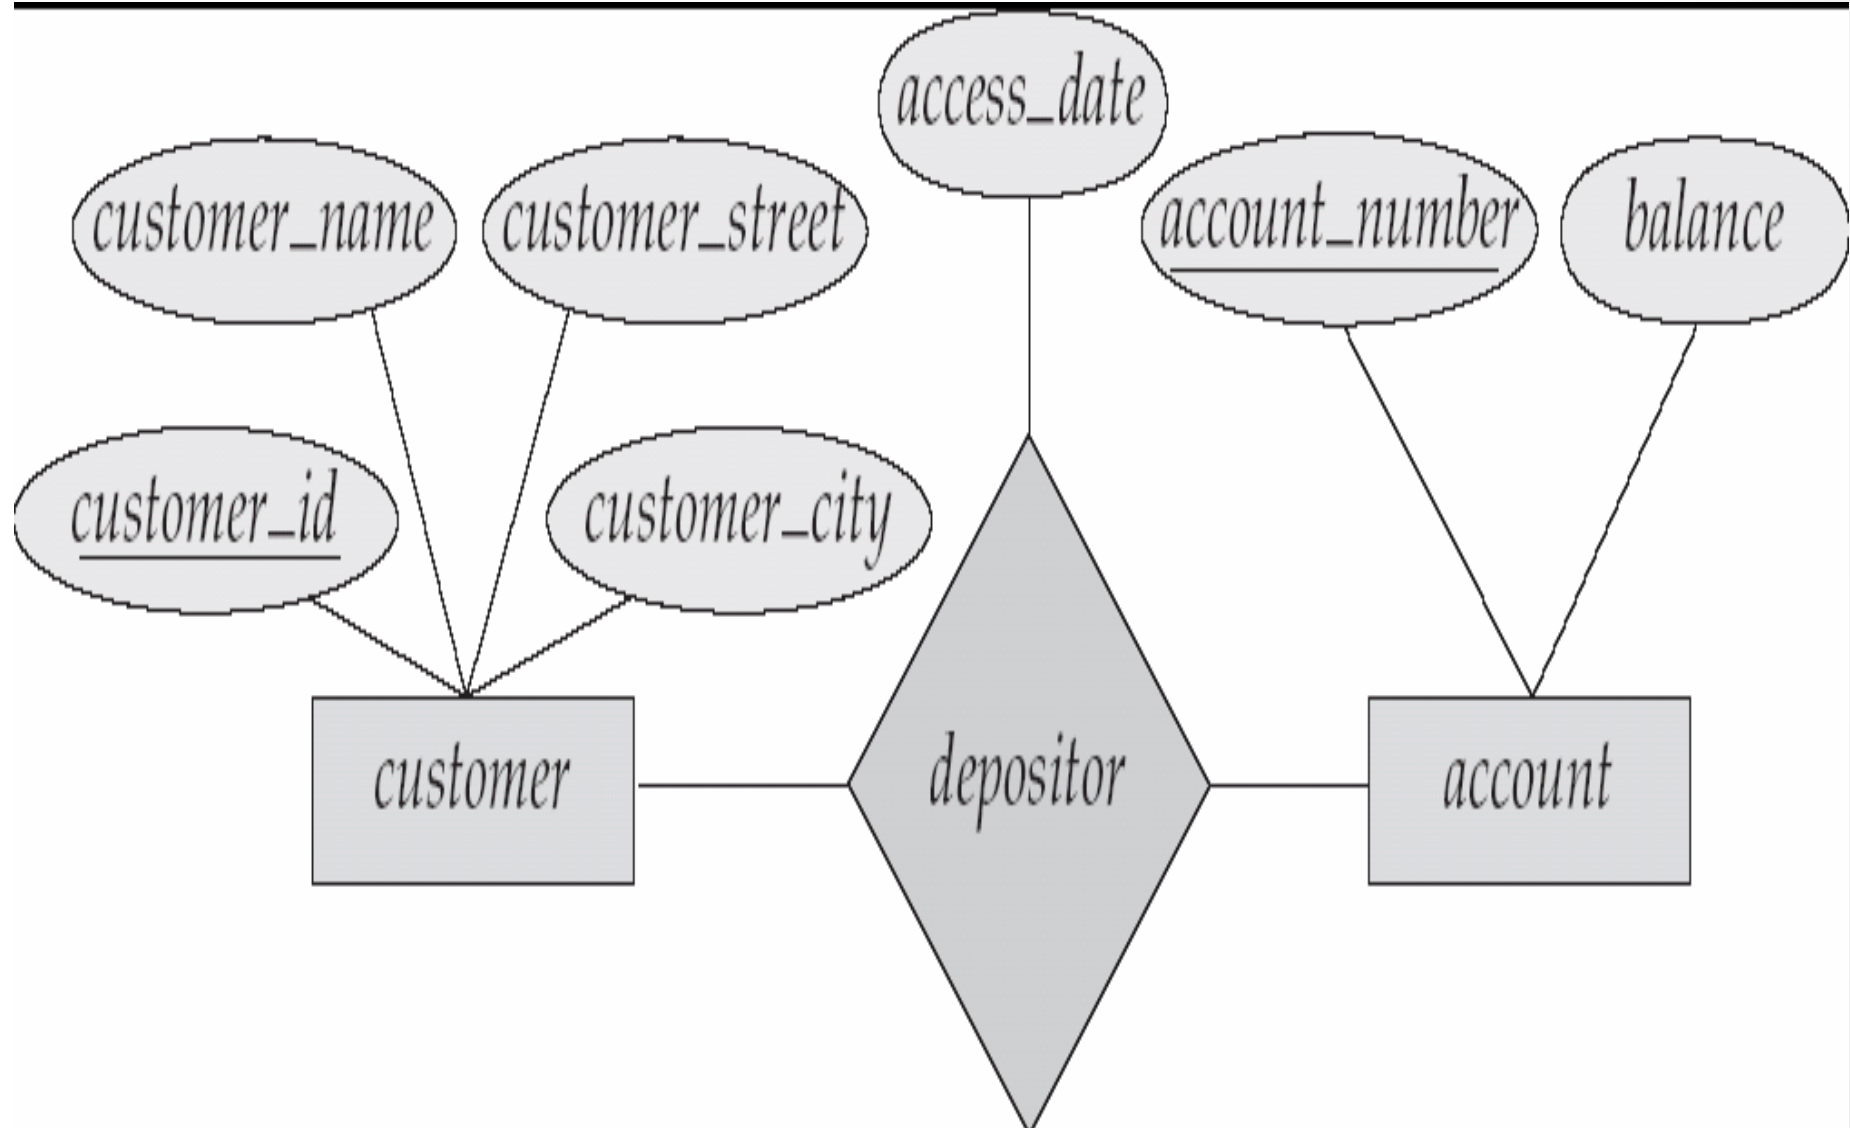 access_date
customer_name
customer_street
account_number
balance
customer_id
customer_city
customer
depositor
account